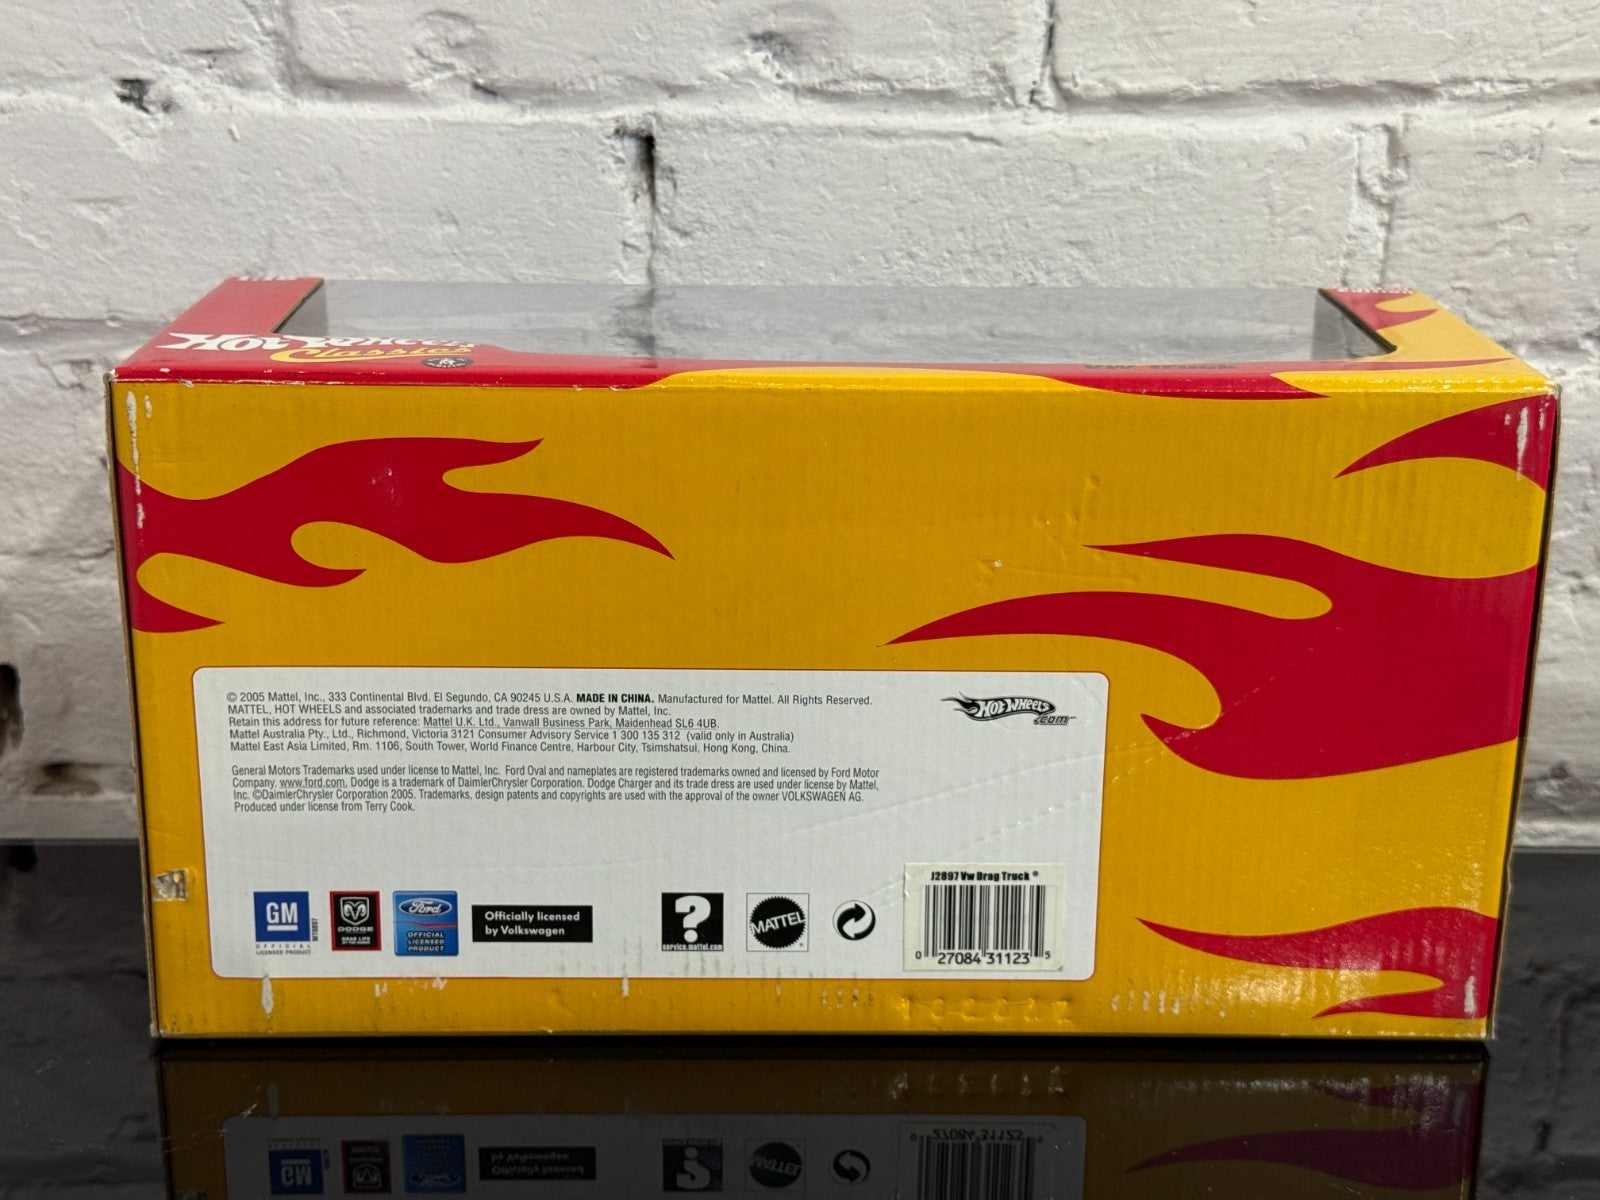 Hot Wheels
Classics
VW Truck
© 2005 Mattel, Inc., 333 Continental Blvd. El Segundo, CA 90245 U.S.A. MADE IN CHINA. Manufactured for Mattel. All Rights Reserved.
MATTEL, HOT WHEELS and associated trademarks and trade dress are owned by Mattel, Inc.
Retain this address for future reference: Mattel U.K. Ltd., Vanwall Business Park, Maidenhead SL6 4UB.
Mattel Australia Pty., Ltd., Richmond, Victoria 3121 Consumer Advisory Service 1 300 135 312 (valid only in Australia)
Mattel East Asia Limited, Rm. 1106, South Tower, World Finance Centre, Harbour City, Tsimshatsui, Hong Kong, China.
HOT WHEELS
.com
General Motors Trademarks used under license to Mattel, Inc. Ford Oval and nameplates are registered trademarks owned and licensed by Ford Motor
Company. www.ford.com. Dodge is a trademark of DaimlerChrysler Corporation. Dodge Charger and its trade dress are used under license by Mattel,
Inc. ©DaimlerChrysler Corporation 2005. Trademarks, design patents and copyrights are used with the approval of the owner VOLKSWAGEN AG.
Produced under license from Terry Cook.
GM
OFFICIAL
LICENSED PRODUCT
DODGE
Ford
OFFICIAL
LICENSED
PRODUCT
Officially licensed
by Volkswagen
?
service.mattel.com
MATTEL
J2897 Vw Drag Truck ®
0 27084 31123 5